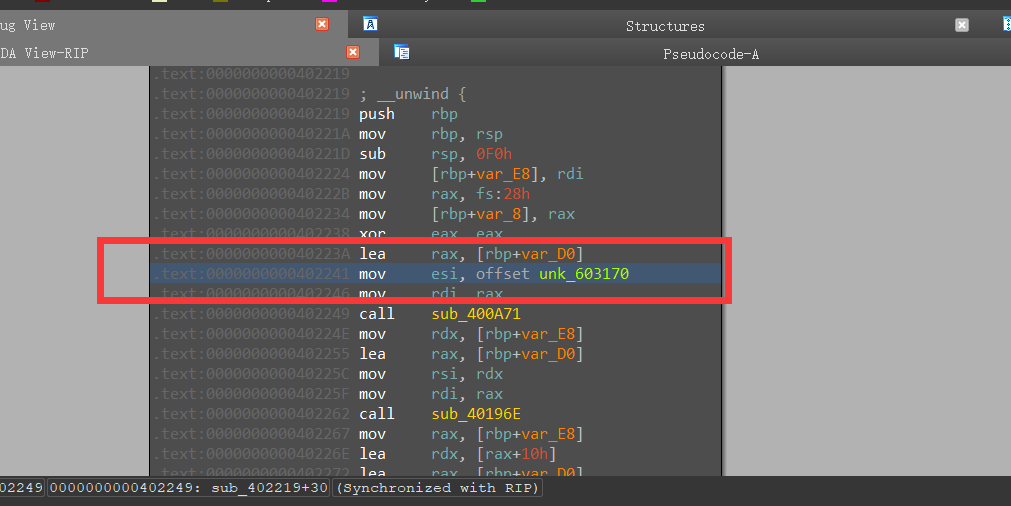 ug View
Structures
DA View-RIP
Pseudocode-A
.text:0000000000402219
.text:0000000000402219 ; __unwind {
.text:0000000000402219 push rbp
.text:000000000040221A mov rbp, rsp
.text:000000000040221D sub rsp, 0F0h
.text:0000000000402224 mov [rbp+var_E8], rdi
.text:000000000040222B mov rax, fs:28h
.text:0000000000402234 mov [rbp+var_8], rax
.text:0000000000402238 xor eax, eax
.text:000000000040223A lea rax, [rbp+var_D0]
.text:0000000000402241 mov esi, offset unk_603170
.text:0000000000402246 mov rdi, rax
.text:0000000000402249 call sub_400A71
.text:000000000040224E mov rdx, [rbp+var_E8]
.text:0000000000402255 lea rax, [rbp+var_D0]
.text:000000000040225C mov rsi, rdx
.text:000000000040225F mov rdi, rax
.text:0000000000402262 call sub_40196E
.text:0000000000402267 mov rax, [rbp+var_E8]
.text:000000000040226E lea rdx, [rax+10h]
.text:0000000000402272 lea rax, [rbp+var_D0]
02249 0000000000402249: sub_402219+30 (Synchronized with RIP)